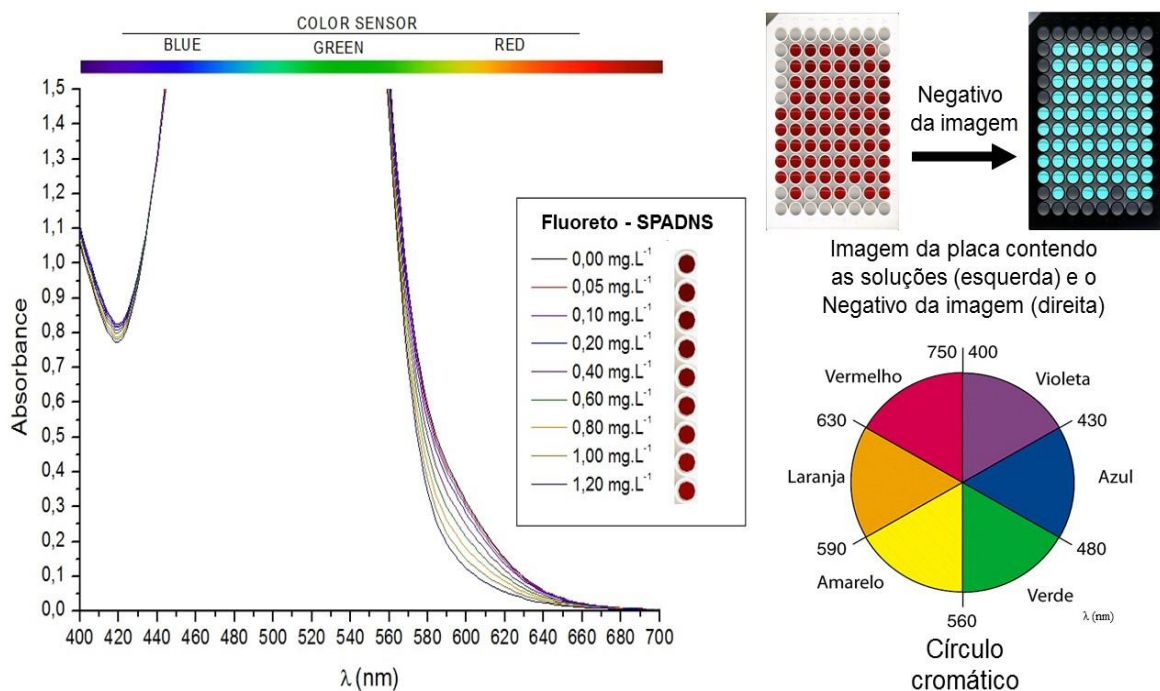 COLOR SENSOR
BLUE GREEN RED
1,5
1,4
1,3
1,2
1,1
1,0
0,9
0,8
0,7
0,6
0,5
0,4
0,3
0,2
0,1
0,0
Absorbance
400 420 440 460 480 500 520 540 560 580 600 620 640 660 680 700
λ (nm)
Fluoreto - SPADNS
0,00 mg.L⁻¹
0,05 mg.L⁻¹
0,10 mg.L⁻¹
0,20 mg.L⁻¹
0,40 mg.L⁻¹
0,60 mg.L⁻¹
0,80 mg.L⁻¹
1,00 mg.L⁻¹
1,20 mg.L⁻¹
Negativo
da imagem
Imagem da placa contendo
as soluções (esquerda) e o
Negativo da imagem (direita)
750 400
Vermelho Violeta
630 430
Laranja Azul
590 480
Amarelo Verde
560
λ (nm)
Círculo
cromático